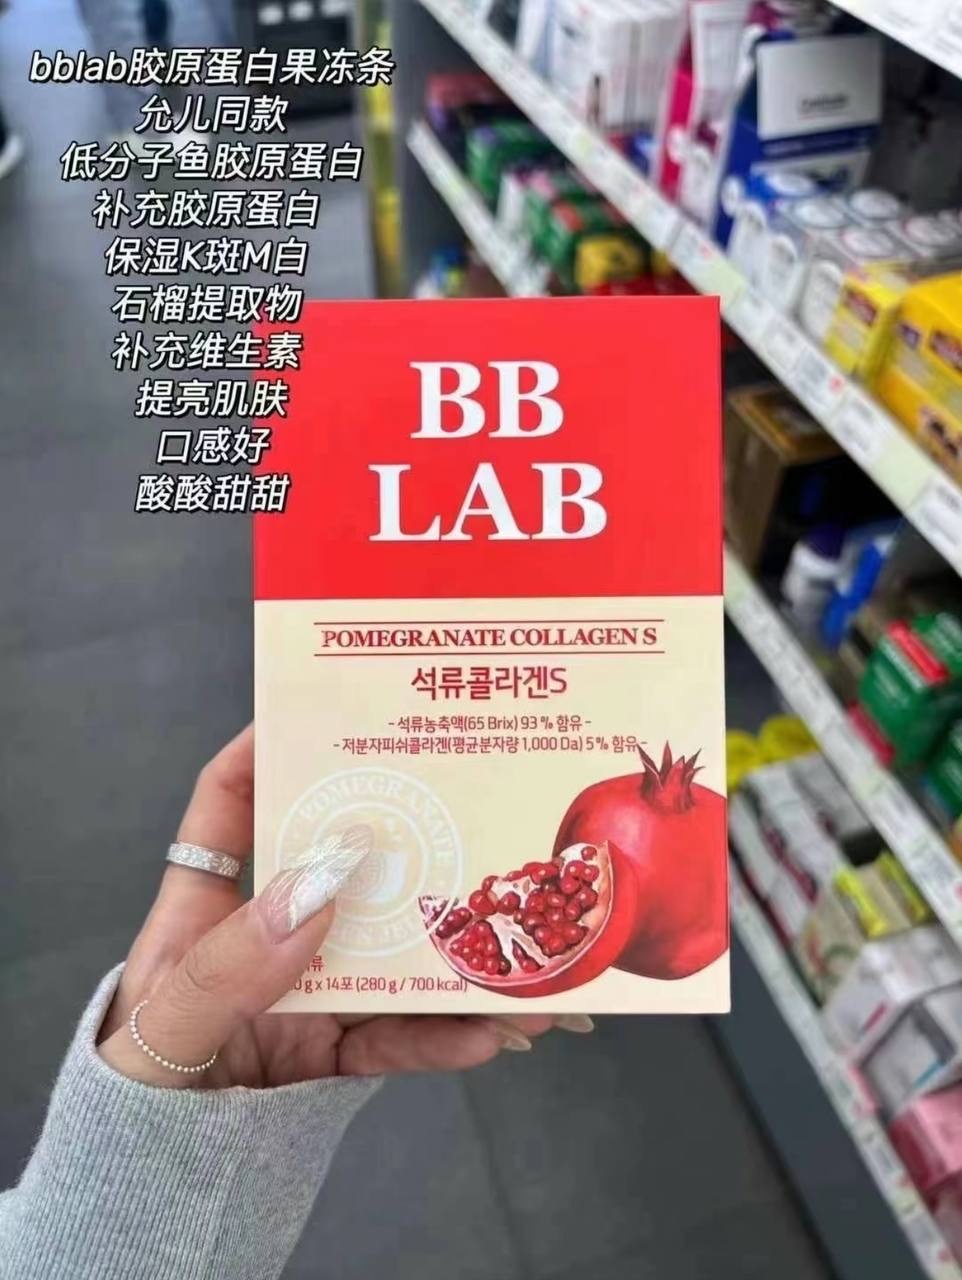 bblab胶原蛋白果冻条
允儿同款
低分子鱼胶原蛋白
补充胶原蛋白
保湿K斑M白
石榴提取物
补充维生素
提亮肌肤
口感好
酸酸甜甜
BB
LAB
POMEGRANATE COLLAGEN S
석류콜라겐S
- 석류농축액(65 Brix) 93 % 함유 -
- 저분자피쉬콜라겐(평균분자량 1,000 Da) 5 % 함유 -
POMEGRANATE
g x 14포 (280 g / 700 kcal)